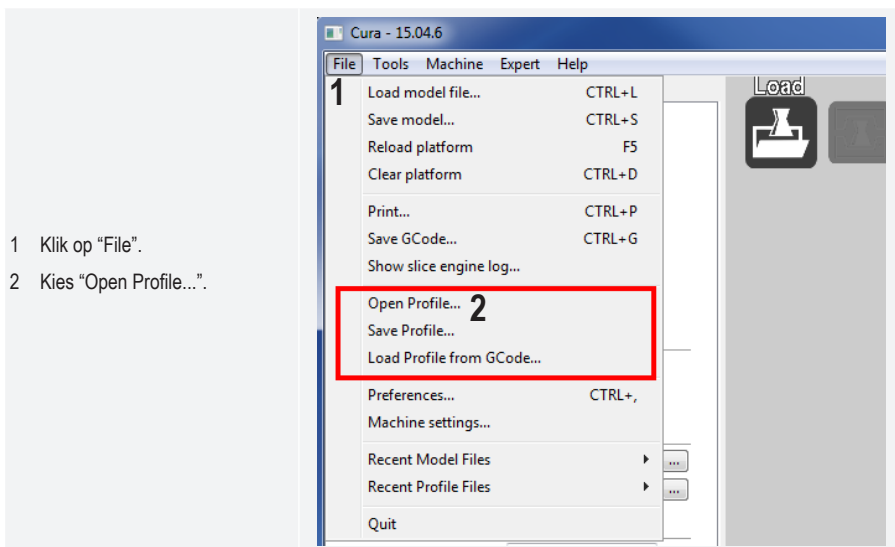 1 Klik op “File”.
2 Kies “Open Profile...”.
Cura - 15.04.6
File Tools Machine Expert Help
1
Load model file... CTRL+L
Save model... CTRL+S
Reload platform F5
Clear platform CTRL+D
Print... CTRL+P
Save GCode... CTRL+G
Show slice engine log...
Open Profile... 2
Save Profile...
Load Profile from GCode...
Preferences... CTRL+,
Machine settings...
Recent Model Files
...
Recent Profile Files
...
Quit
Load